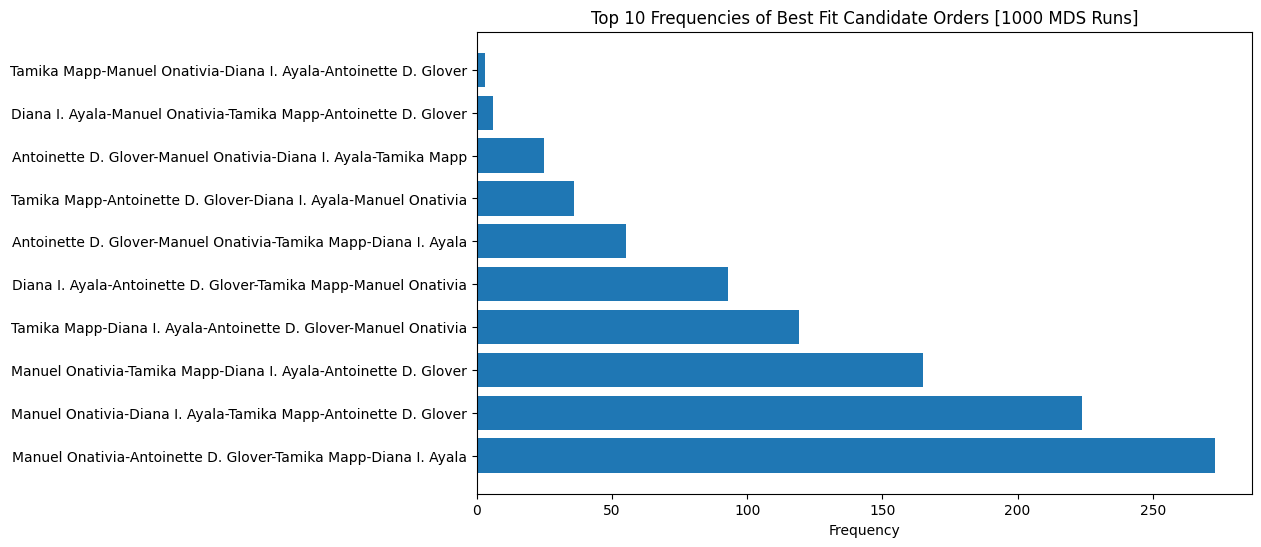 Top 10 Frequencies of Best Fit Candidate Orders [1000 MDS Runs]
Tamika Mapp-Manuel Onativia-Diana I. Ayala-Antoinette D. Glover
Diana I. Ayala-Manuel Onativia-Tamika Mapp-Antoinette D. Glover
Antoinette D. Glover-Manuel Onativia-Diana I. Ayala-Tamika Mapp
Tamika Mapp-Antoinette D. Glover-Diana I. Ayala-Manuel Onativia
Antoinette D. Glover-Manuel Onativia-Tamika Mapp-Diana I. Ayala
Diana I. Ayala-Antoinette D. Glover-Tamika Mapp-Manuel Onativia
Tamika Mapp-Diana I. Ayala-Antoinette D. Glover-Manuel Onativia
Manuel Onativia-Tamika Mapp-Diana I. Ayala-Antoinette D. Glover
Manuel Onativia-Diana I. Ayala-Tamika Mapp-Antoinette D. Glover
Manuel Onativia-Antoinette D. Glover-Tamika Mapp-Diana I. Ayala
0 50 100 150 200 250
Frequency